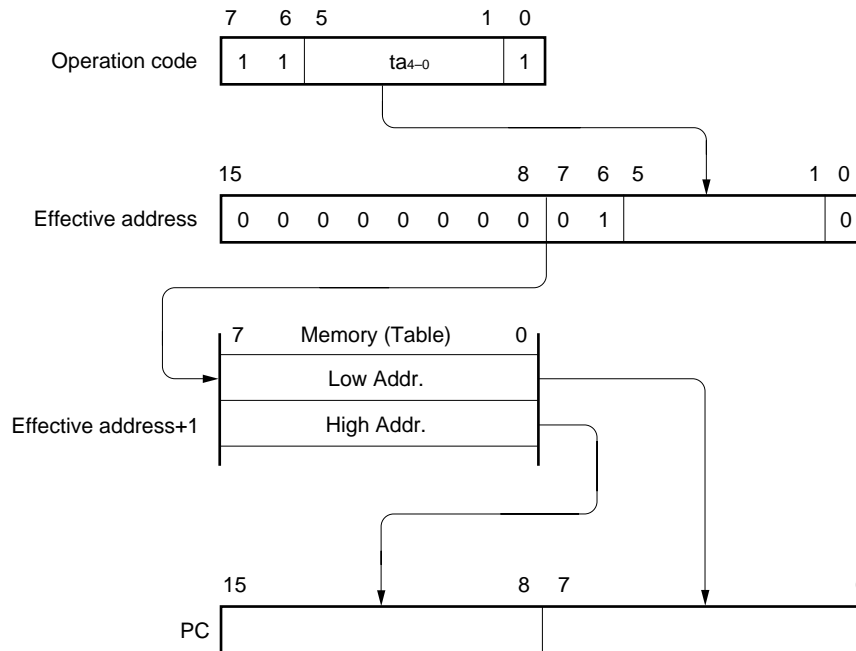 7 6 5 1 0
Operation code 1 1 ta4–0 1
15 8 7 6 5 1 0
Effective address 0 0 0 0 0 0 0 0 0 1 0
7 Memory (Table) 0
Low Addr.
Effective address+1 High Addr.
15 8 7
PC